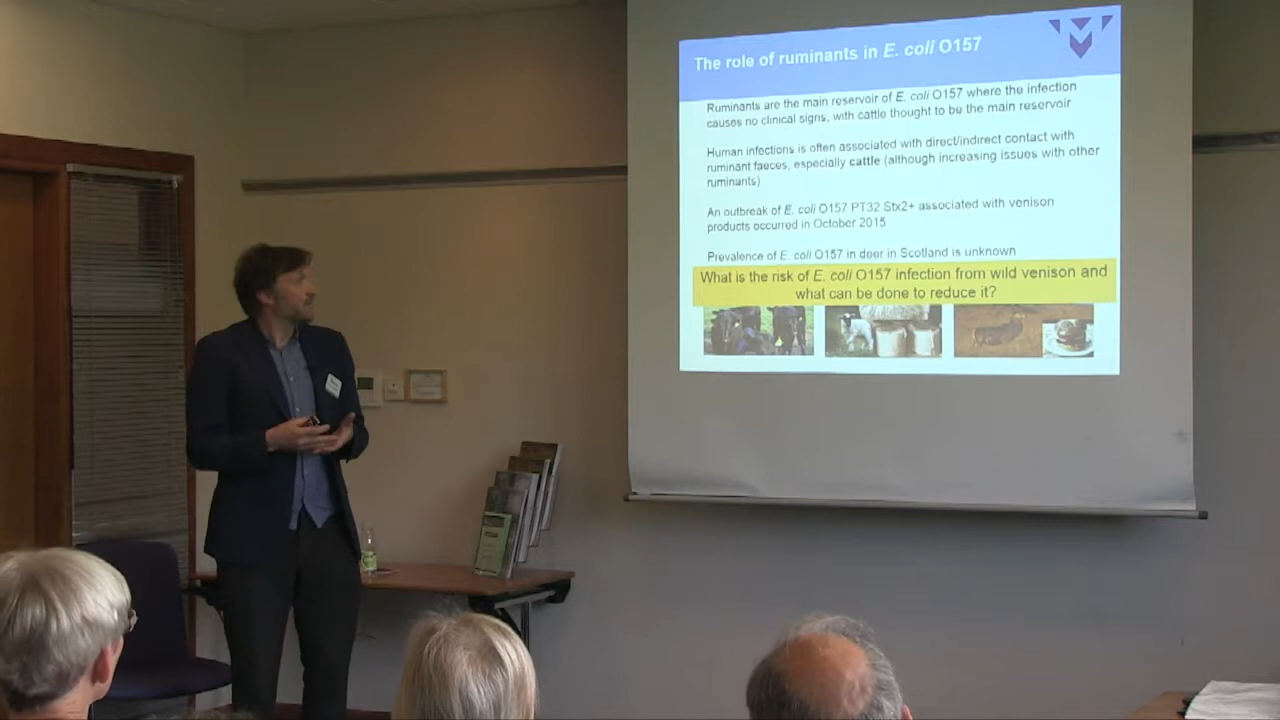 The role of ruminants in E. coli O157
Ruminants are the main reservoir of E. coli O157 where the infection
causes no clinical signs, with cattle thought to be the main reservoir
Human infections is often associated with direct/indirect contact with
ruminant faeces, especially cattle (although increasing issues with other
ruminants)
An outbreak of E. coli O157 PT32 Stx2+ associated with venison
products occurred in October 2015
Prevalence of E. coli O157 in deer in Scotland is unknown
What is the risk of E. coli O157 infection from wild venison and
what can be done to reduce it?